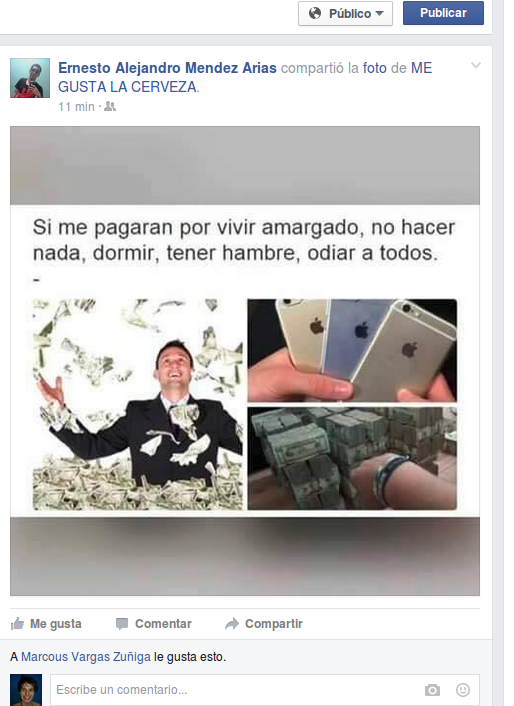 Público
Publicar
Ernesto Alejandro Mendez Arias compartió la foto de ME
GUSTA LA CERVEZA.
11 min ·
Si me pagaran por vivir amargado, no hacer
nada, dormir, tener hambre, odiar a todos.
-
Me gusta
Comentar
Compartir
A Marcous Vargas Zuñiga le gusta esto.
Escribe un comentario...